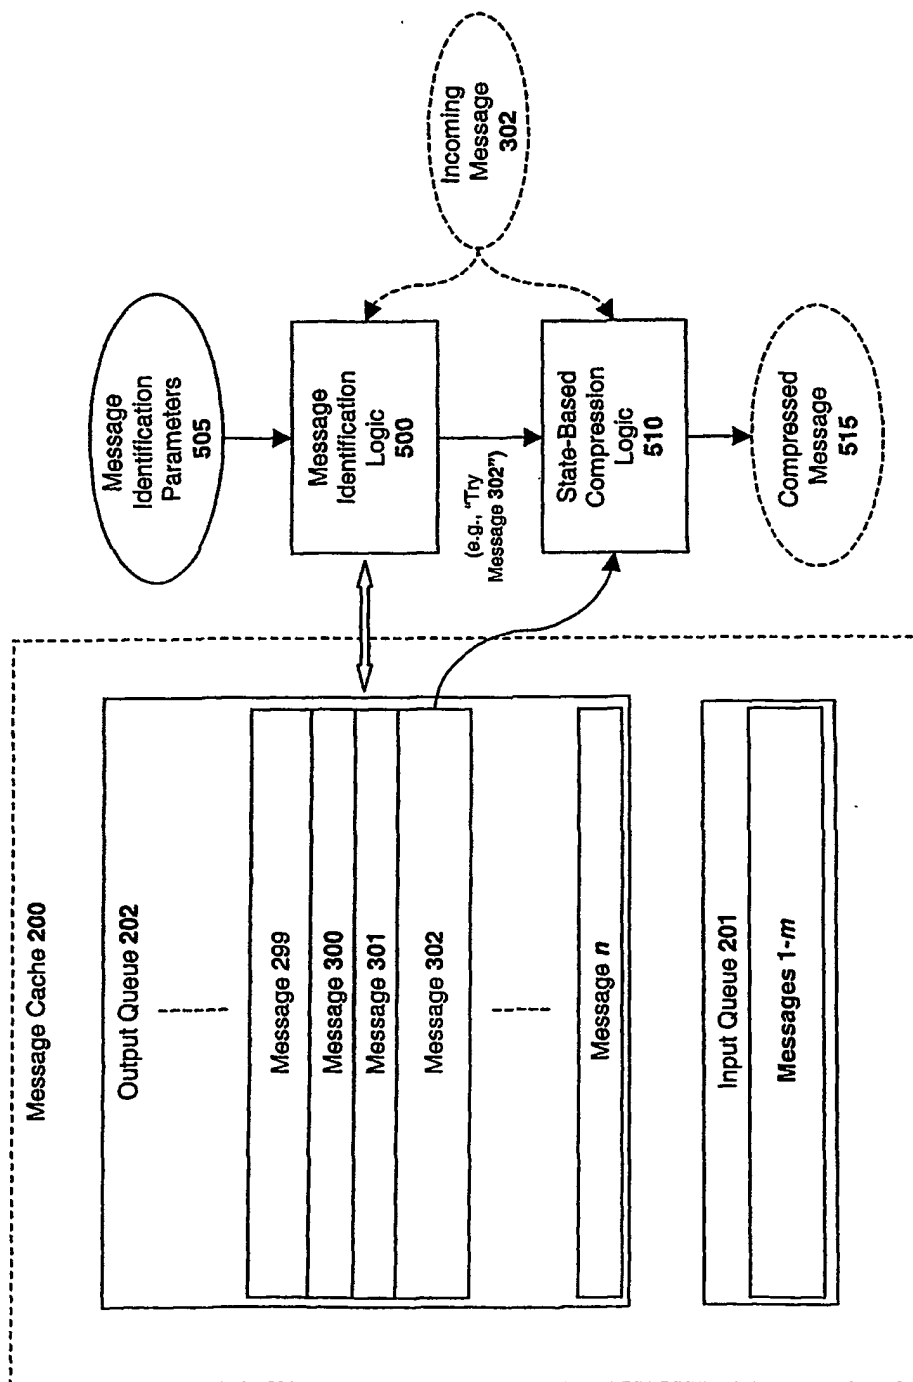 Message Cache 200
Output Queue 202
Message 299
Message 300
Message 301
Message 302
Message n
Input Queue 201
Messages 1-m
Message
Identification
Parameters
505
Message
Identification
Logic
500
(e.g., "Try
Message 302")
State-Based
Compression
Logic
510
Compressed
Message
515
Incoming
Message
302